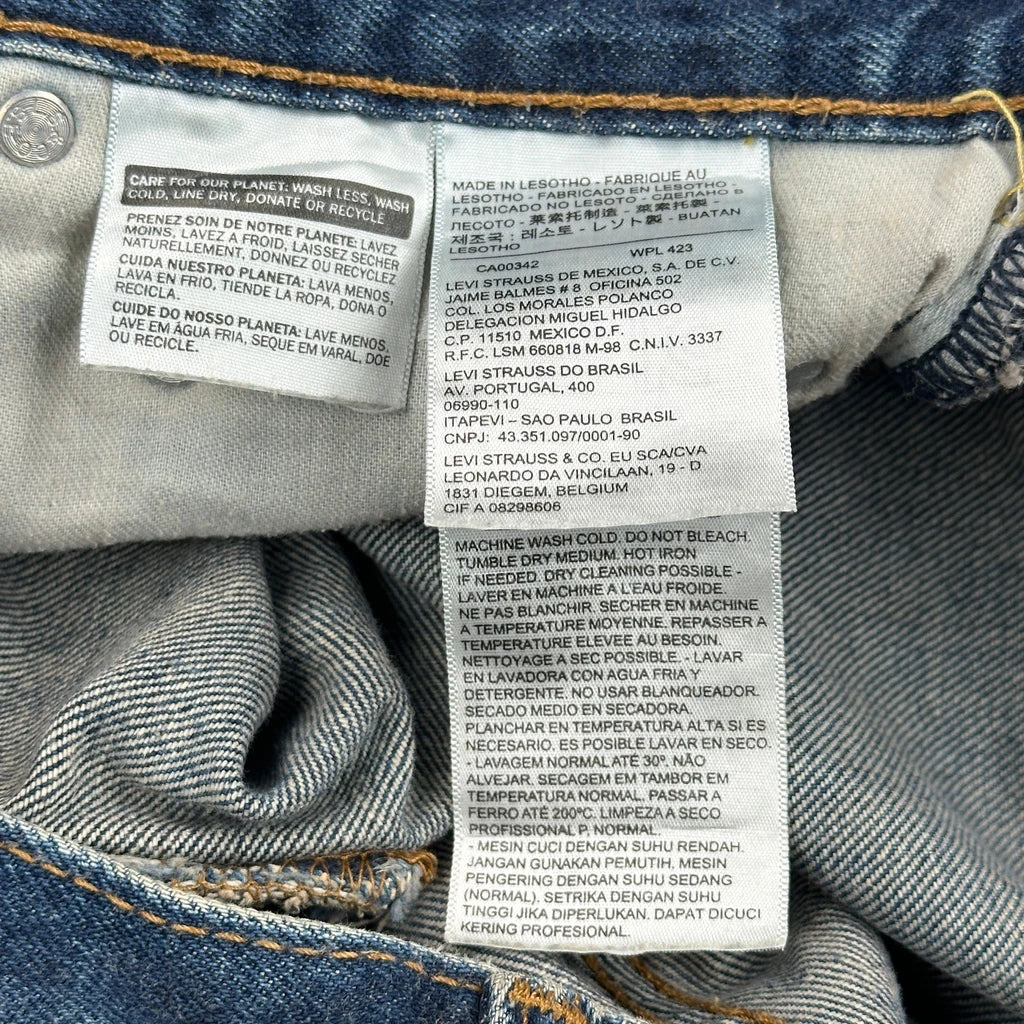 CARE FOR OUR PLANET: WASH LESS, WASH
COLD, LINE DRY, DONATE OR RECYCLE
PRENEZ SOIN DE NOTRE PLANETE: LAVEZ
MOINS, LAVEZ A FROID, LAISSEZ SECHER
NATURELLEMENT, DONNEZ OU RECYCLEZ
CUIDA NUESTRO PLANETA: LAVA MENOS,
LAVA EN FRIO, TIENDE LA ROPA, DONA O
RECICLA.
CUIDE DO NOSSO PLANETA: LAVE MENOS,
LAVE EM ÁGUA FRIA, SEQUE EM VARAL, DOE
OU RECICLE.
MADE IN LESOTHO - FABRIQUE AU
LESOTHO - FABRICADO EN LESOTHO -
FABRICADO NO LESOTO - СДЕЛАНО В
ЛЕСОТО - 莱索托制造 - 萊索托製 -
제조국 : 레소토 - レソト製 - BUATAN
LESOTHO
CA00342 WPL 423
LEVI STRAUSS DE MEXICO, S.A. DE C.V.
JAIME BALMES # 8 OFICINA 502
COL. LOS MORALES POLANCO
DELEGACION MIGUEL HIDALGO
C.P. 11510 MEXICO D.F.
R.F.C. LSM 660818 M-98 C.N.I.V. 3337
LEVI STRAUSS DO BRASIL
AV. PORTUGAL, 400
06990-110
ITAPEVI – SAO PAULO BRASIL
CNPJ: 43.351.097/0001-90
LEVI STRAUSS & CO. EU SCA/CVA
LEONARDO DA VINCILAAN, 19 - D
1831 DIEGEM, BELGIUM
CIF A 08298606
MACHINE WASH COLD. DO NOT BLEACH.
TUMBLE DRY MEDIUM. HOT IRON
IF NEEDED. DRY CLEANING POSSIBLE -
LAVER EN MACHINE A L'EAU FROIDE.
NE PAS BLANCHIR. SECHER EN MACHINE
A TEMPERATURE MOYENNE. REPASSER A
TEMPERATURE ELEVEE AU BESOIN.
NETTOYAGE A SEC POSSIBLE. - LAVAR
EN LAVADORA CON AGUA FRIA Y
DETERGENTE. NO USAR BLANQUEADOR.
SECADO MEDIO EN SECADORA.
PLANCHAR EN TEMPERATURA ALTA SI ES
NECESARIO. ES POSIBLE LAVAR EN SECO.
- LAVAGEM NORMAL ATÉ 30º. NÃO
ALVEJAR. SECAGEM EM TAMBOR EM
TEMPERATURA NORMAL. PASSAR A
FERRO ATÉ 200ºC. LIMPEZA A SECO
PROFISSIONAL P, NORMAL.
- MESIN CUCI DENGAN SUHU RENDAH.
JANGAN GUNAKAN PEMUTIH. MESIN
PENGERING DENGAN SUHU SEDANG
(NORMAL). SETRIKA DENGAN SUHU
TINGGI JIKA DIPERLUKAN. DAPAT DICUCI
KERING PROFESIONAL.